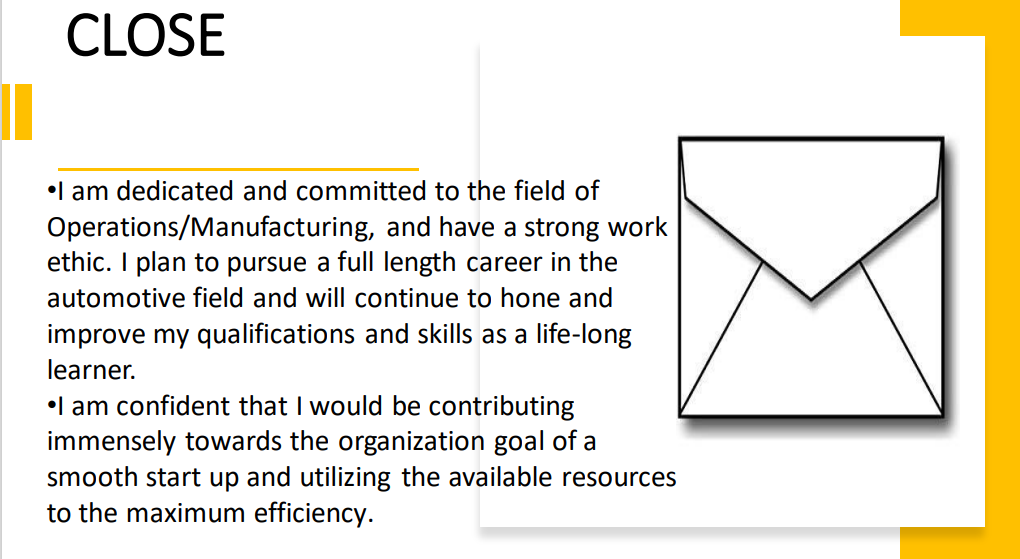 CLOSE
•I am dedicated and committed to the field of
Operations/Manufacturing, and have a strong work
ethic. I plan to pursue a full length career in the
automotive field and will continue to hone and
improve my qualifications and skills as a life-long
learner.
•I am confident that I would be contributing
immensely towards the organization goal of a
smooth start up and utilizing the available resources
to the maximum efficiency.